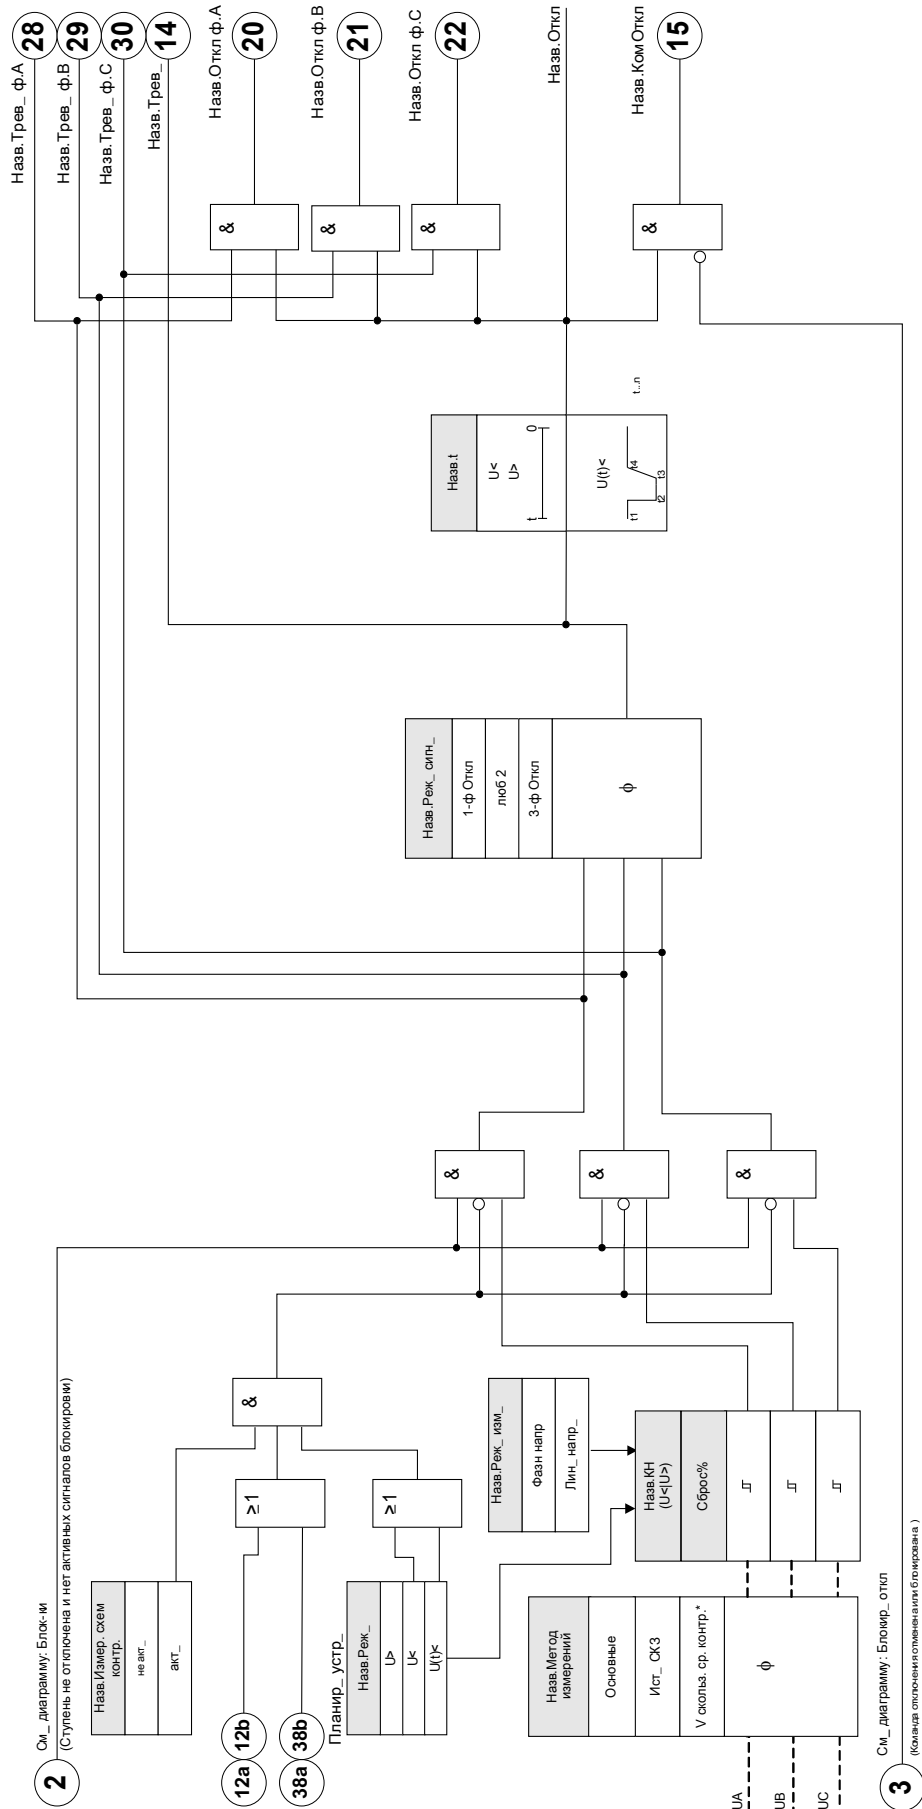 28
Назв.Трев_ ф.A
29
Назв.Трев_ ф.B
30
Назв.Трев_ ф.C
14
Назв.Трев_
20
Назв.Откл ф.A
21
Назв.Откл ф.B
22
Назв.Откл ф.C
Назв.Откл
15
Назв.Ком Откл
&
&
&
&
Назв.t
U<
U>
t
0
U(t)<
t1
t2
t3
t4
t...n
Назв.Реж_ сигн_
1-ф Откл
люб 2
3-ф Откл
ф
&
&
&
2
См_ диаграмму: Блок-ки
(Ступень не отключена и нет активных сигналов блокировки)
Назв.Измер. схем
контр.
не акт_
акт_
&
≥1
≥1
12a
12b
38a
38b
Планир_ устр_
Назв.Реж_
U>
U<
U(t)<
Назв.Реж_ изм_
Фазн напр
Лин_ напр_
Назв.КН
(U<|U>)
Сброс%
Назв.Метод
измерений
Основные
Ист_ СКЗ
V скольз. ср. контр.*
ф
UA
UB
UC
3
См_ диаграмму: Блокир_ откл
(Команда отключения отменена или блокирована )